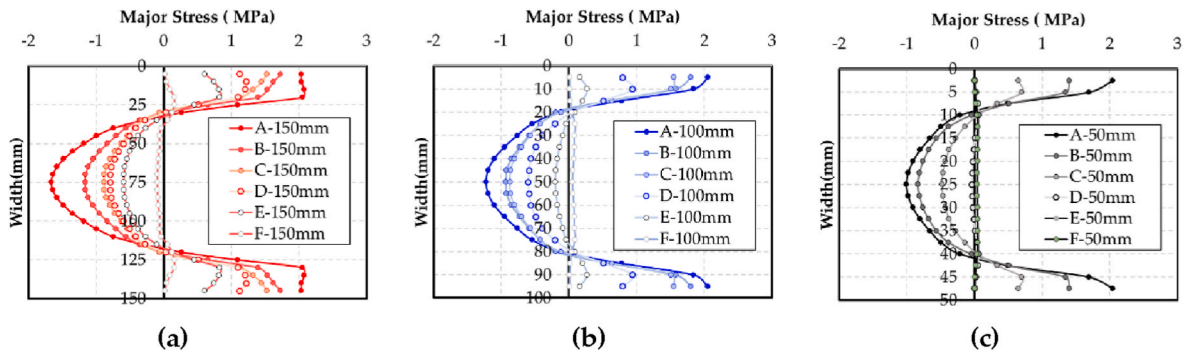 Major Stress ( MPa)
-2 -1 0 1 2 3
0
25
50
75
100
125
150
Width(mm)
A-150mm
B-150mm
C-150mm
D-150mm
E-150mm
F-150mm
(a)
Major Stress ( MPa)
-2 -1 0 1 2 3
0
10
20
30
40
50
60
70
80
90
100
Width(mm)
A-100mm
B-100mm
C-100mm
D-100mm
E-100mm
F-100mm
(b)
Major Stress ( MPa)
-2 -1 0 1 2 3
0
5
10
15
20
25
30
35
40
45
50
Width(mm)
A-50mm
B-50mm
C-50mm
D-50mm
E-50mm
F-50mm
(c)